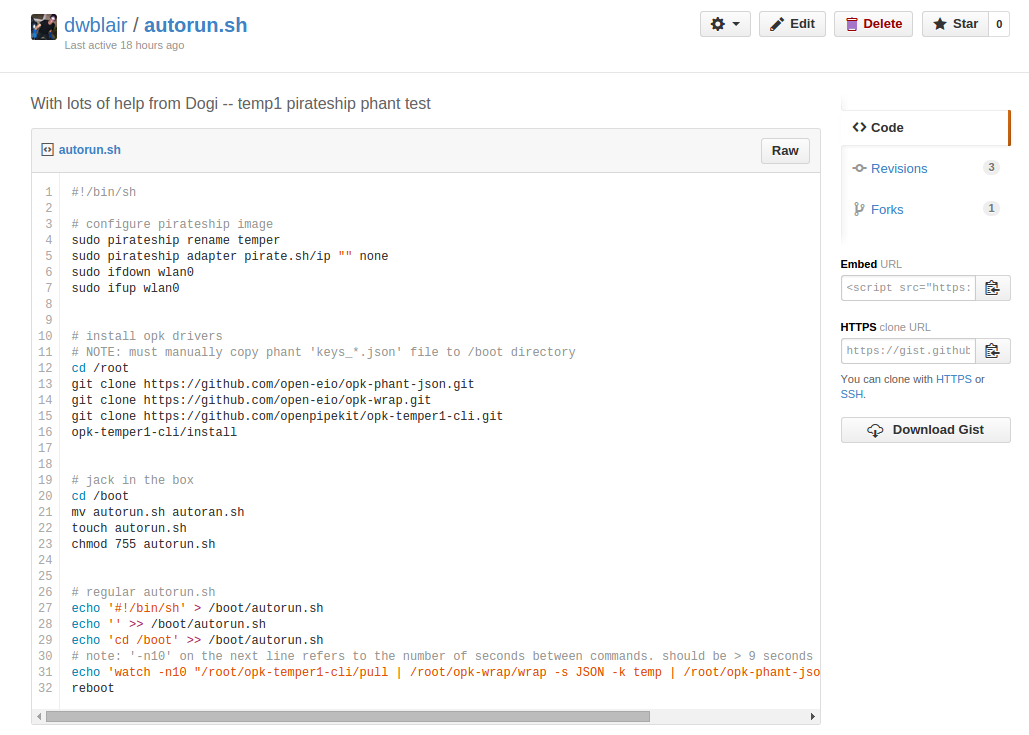 dwblair / autorun.sh
Last active 18 hours ago
Edit
Delete
Star 0
With lots of help from Dogi -- temp1 pirateship phant test
autorun.sh
Raw
1 #!/bin/sh
2
3 # configure pirateship image
4 sudo pirateship rename temper
5 sudo pirateship adapter pirate.sh/ip "" none
6 sudo ifdown wlan0
7 sudo ifup wlan0
8
9
10 # install opk drivers
11 # NOTE: must manually copy phant 'keys_*.json' file to /boot directory
12 cd /root
13 git clone https://github.com/open-eio/opk-phant-json.git
14 git clone https://github.com/open-eio/opk-wrap.git
15 git clone https://github.com/openpipekit/opk-temper1-cli.git
16 opk-temper1-cli/install
17
18
19 # jack in the box
20 cd /boot
21 mv autorun.sh autoran.sh
22 touch autorun.sh
23 chmod 755 autorun.sh
24
25
26 # regular autorun.sh
27 echo '#!/bin/sh' > /boot/autorun.sh
28 echo '' >> /boot/autorun.sh
29 echo 'cd /boot' >> /boot/autorun.sh
30 # note: '-n10' on the next line refers to the number of seconds between commands. should be > 9 seconds
31 echo 'watch -n10 "/root/opk-temper1-cli/pull | /root/opk-wrap/wrap -s JSON -k temp | /root/opk-phant-jso
32 reboot
Code
Revisions 3
Forks 1
Embed URL
<script src="https:
HTTPS clone URL
https://gist.github
You can clone with HTTPS or
SSH.
Download Gist